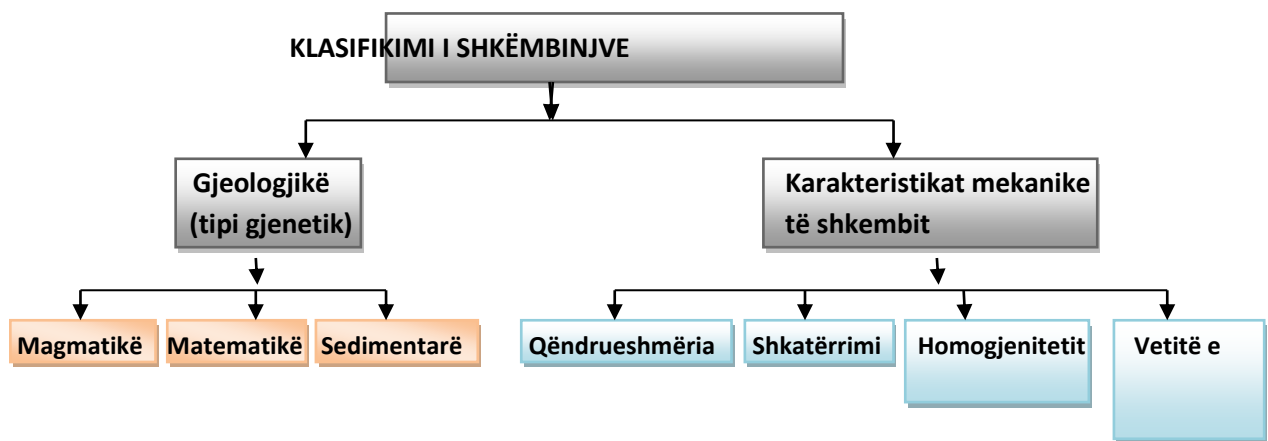 KLASIFIKIMI I SHKËMBINJVE
Gjeologjikë
(tipi gjenetik)
Karakteristikat mekanike
të shkembit
Magmatikë
Matematikë
Sedimentarë
Qëndrueshmëria
Shkatërrimi
Homogjenitetit
Vetitë e